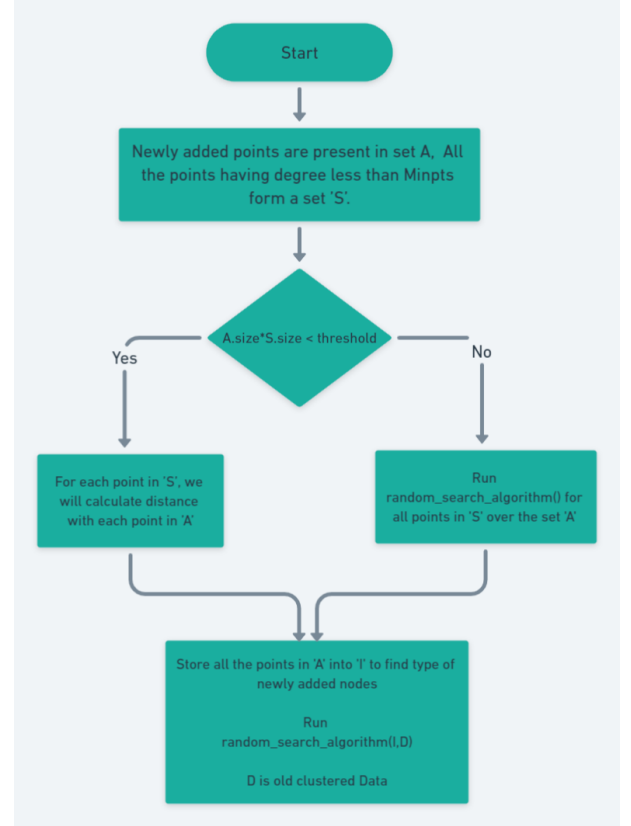 Start
Newly added points are present in set A, All
the points having degree less than Minpts
form a set 'S'.
A.size*S.size < threshold
Yes
No
For each point in 'S', we
will calculate distance
with each point in 'A'
Run
random_search_algorithm() for
all points in 'S' over the set 'A'
Store all the points in 'A' into 'I' to find type of
newly added nodes
Run
random_search_algorithm(I,D)
D is old clustered Data